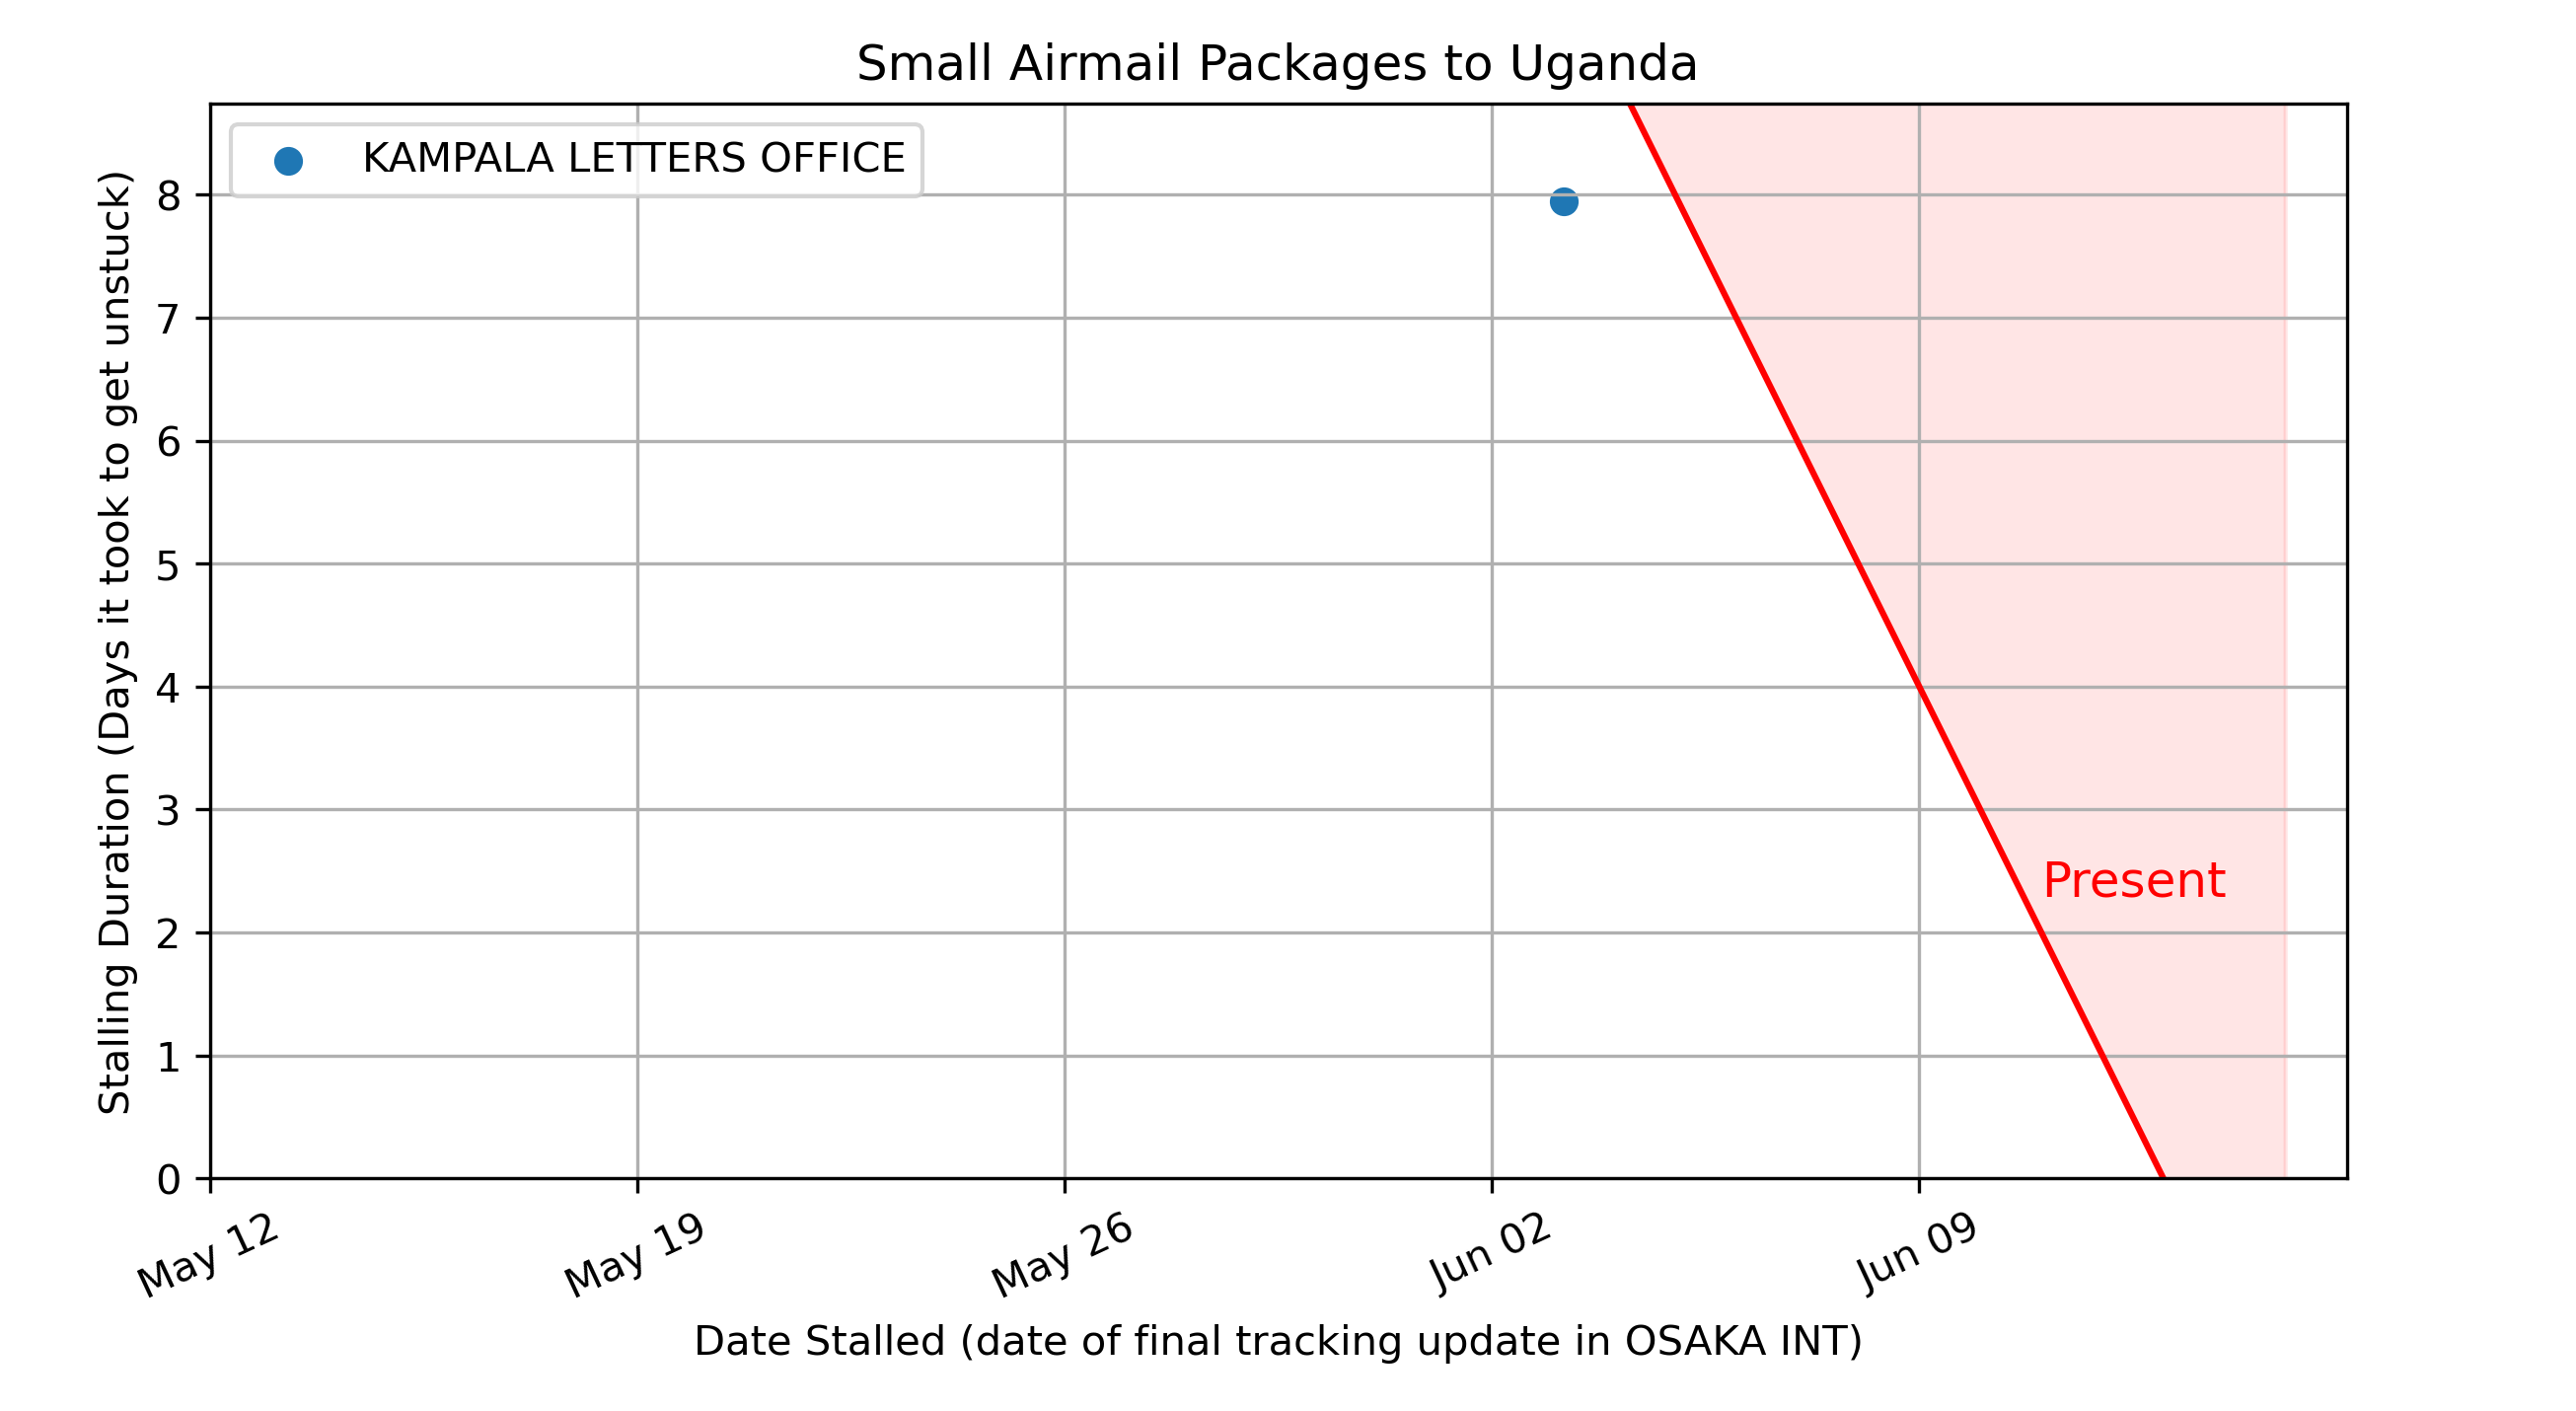 Small Airmail Packages to Uganda
KAMPALA LETTERS OFFICE
Stalling Duration (Days it took to get unstuck)
8
7
6
5
4
3
2
1
0
Present
May 12
May 19
May 26
Jun 02
Jun 09
Date Stalled (date of final tracking update in OSAKA INT)